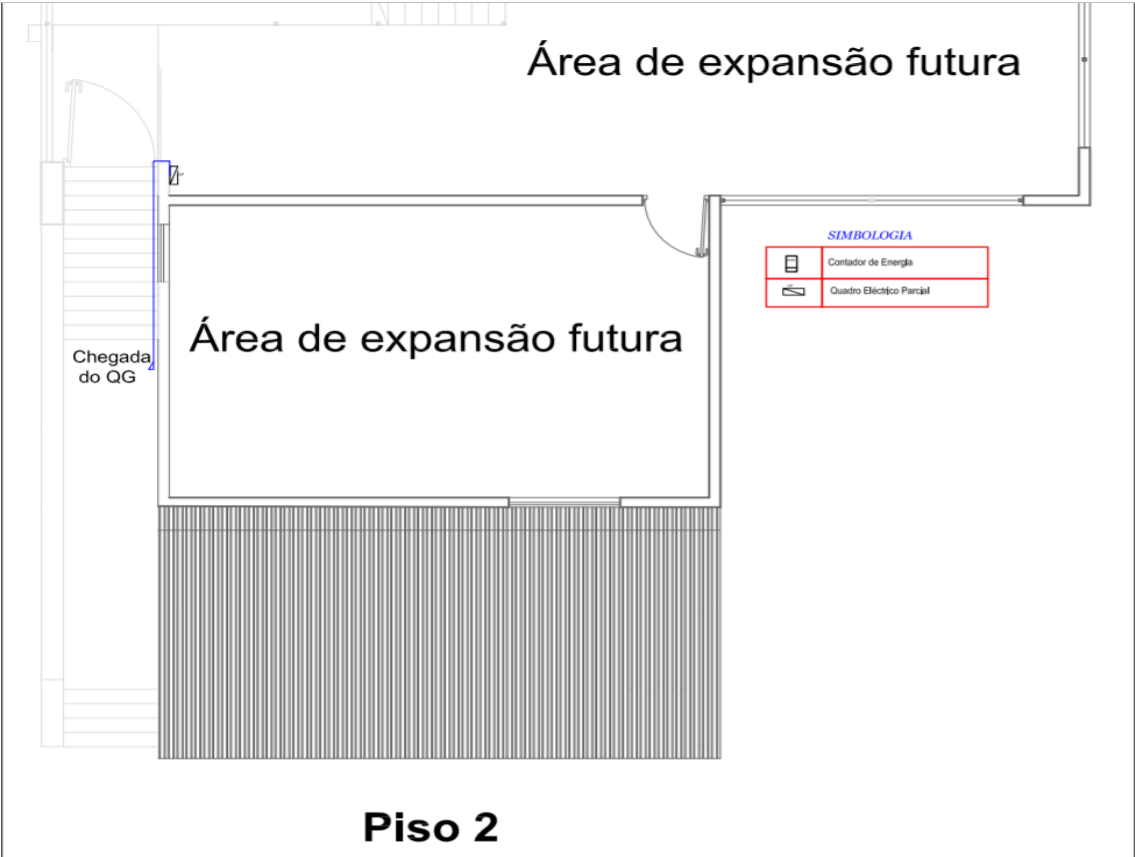 Área de expansão futura
SIMBOLOGIA
Contador de Energia
Quadro Eléctrico Parcial
Área de expansão futura
Chegada
do QG
Piso 2